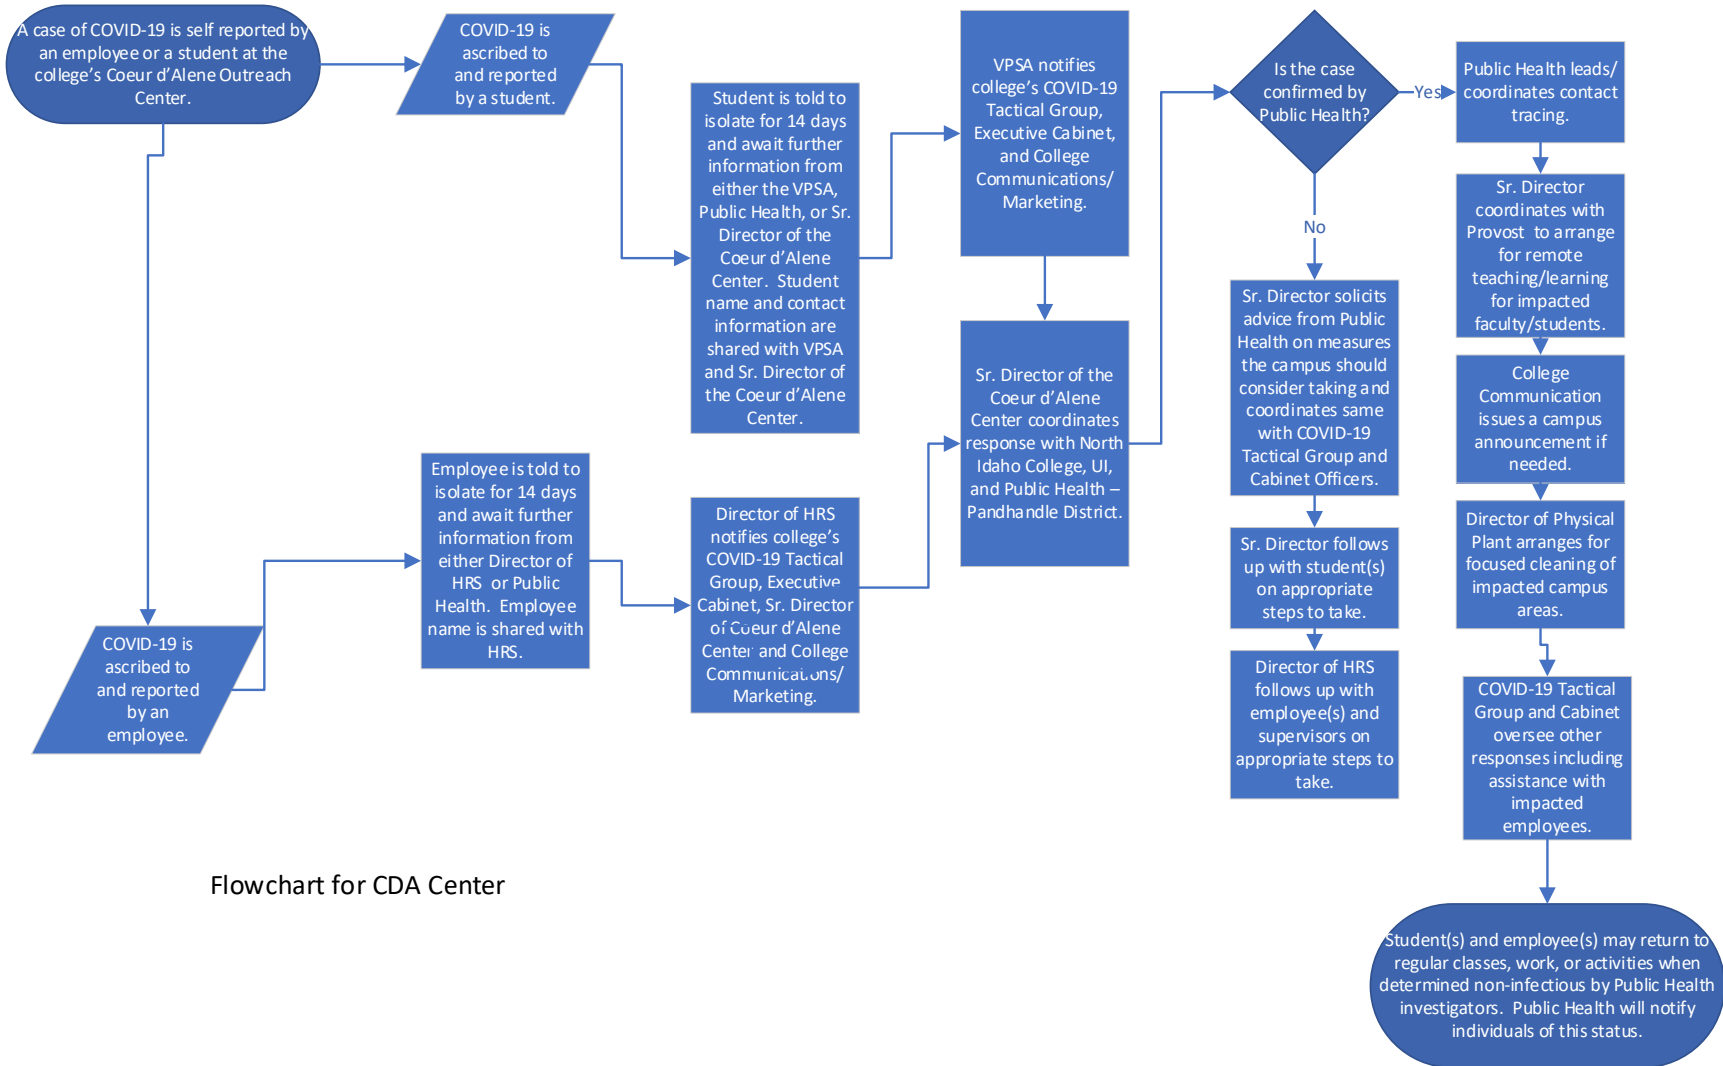 A case of COVID-19 is self reported by
an employee or a student at the
college's Coeur d'Alene Outreach
Center.
COVID-19 is
ascribed to
and reported
by a student.
Student is told to
isolate for 14 days
and await further
information from
either the VPSA,
Public Health, or Sr.
Director of the
Coeur d'Alene
Center. Student
name and contact
information are
shared with VPSA
and Sr. Director of
the Coeur d'Alene
Center.
VPSA notifies
college's COVID-19
Tactical Group,
Executive Cabinet,
and College
Communications/
Marketing.
Sr. Director of the
Coeur d'Alene
Center coordinates
response with North
Idaho College, UI,
and Public Health –
Pandhandle District.
COVID-19 is
ascribed to
and reported
by an
employee.
Employee is told to
isolate for 14 days
and await further
information from
either Director of
HRS or Public
Health. Employee
name is shared with
HRS.
Director of HRS
notifies college's
COVID-19 Tactical
Group, Executive
Cabinet, Sr. Director
of Coeur d'Alene
Center and College
Communications/
Marketing.
Is the case
confirmed by
Public Health?
Yes
No
Sr. Director solicits
advice from Public
Health on measures
the campus should
consider taking and
coordinates same
with COVID-19
Tactical Group and
Cabinet Officers.
Sr. Director follows
up with student(s)
on appropriate
steps to take.
Director of HRS
follows up with
employee(s) and
supervisors on
appropriate steps to
take.
Public Health leads/
coordinates contact
tracing.
Sr. Director
coordinates with
Provost to arrange
for remote
teaching/learning
for impacted
faculty/students.
College
Communication
issues a campus
announcement if
needed.
Director of Physical
Plant arranges for
focused cleaning of
impacted campus
areas.
COVID-19 Tactical
Group and Cabinet
oversee other
responses including
assistance with
impacted
employees.
Student(s) and employee(s) may return to
regular classes, work, or activities when
determined non-infectious by Public Health
investigators. Public Health will notify
individuals of this status.
Flowchart for CDA Center